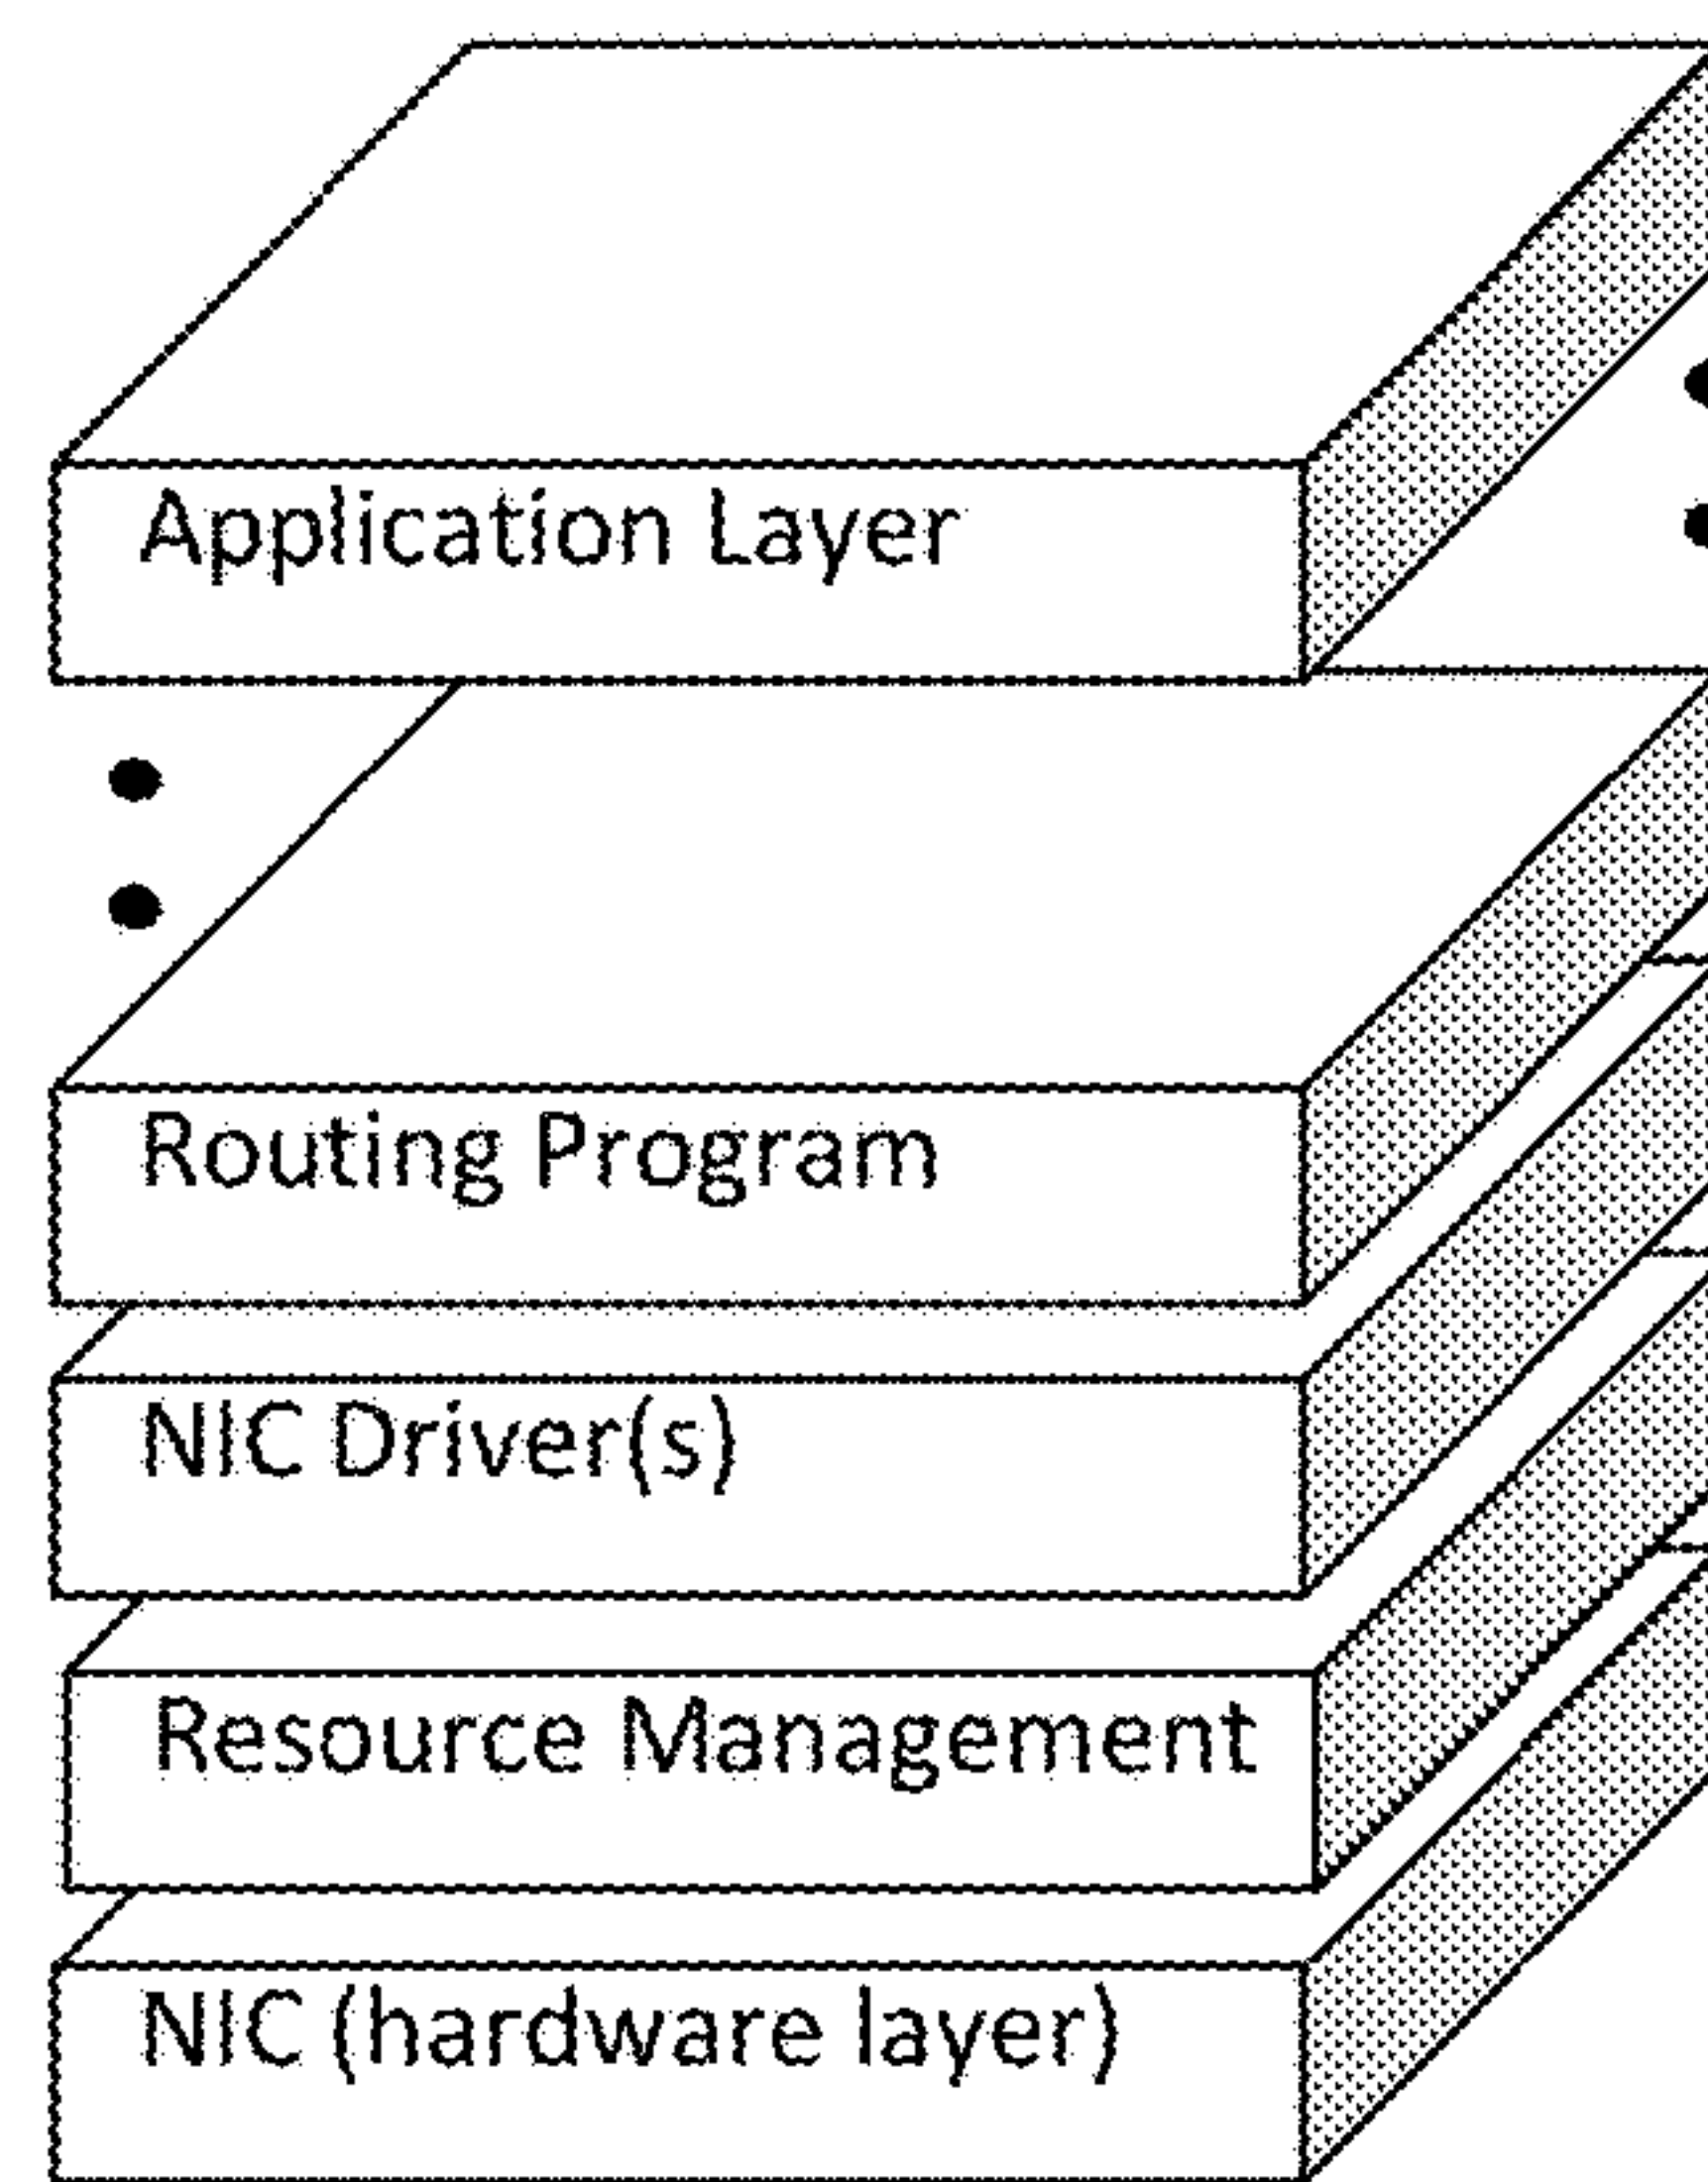 Application Layer
Routing Program
NIC Driver(s)
Resource Management
NIC (hardware layer)